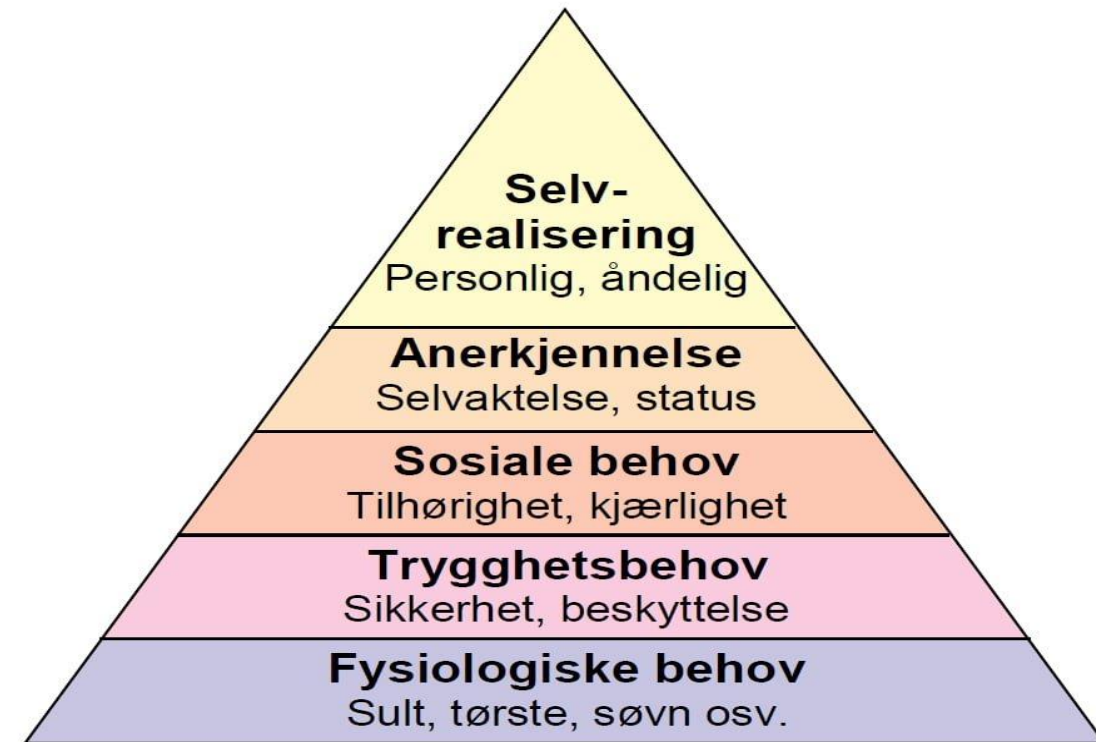 Selv-
realisering
Personlig, åndelig
Anerkjennelse
Selvaktelse, status
Sosiale behov
Tilhørighet, kjærlighet
Trygghetsbehov
Sikkerhet, beskyttelse
Fysiologiske behov
Sult, tørste, søvn osv.